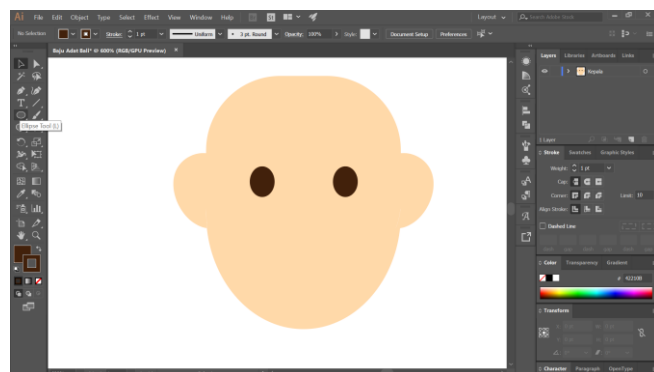 Ai File Edit Object Type Select Effect View Window Help Layout Search Adobe Stock
No Selection Stroke: 1 pt Uniform 3 pt. Round Opacity: 100% Style: Document Setup Preferences
Baju Adat Bali* @ 600% (RGB/GPU Preview) ×
Layers Libraries Artboards Links
Kepala
Ellipse Tool (L)
1 Layer
Stroke Swatches Graphic Styles
Weight: 1 pt
Cap:
Corner: Limit: 10
Align Stroke:
Dashed Line
Color Transparency Gradient
Transform
Character Paragraph OpenType